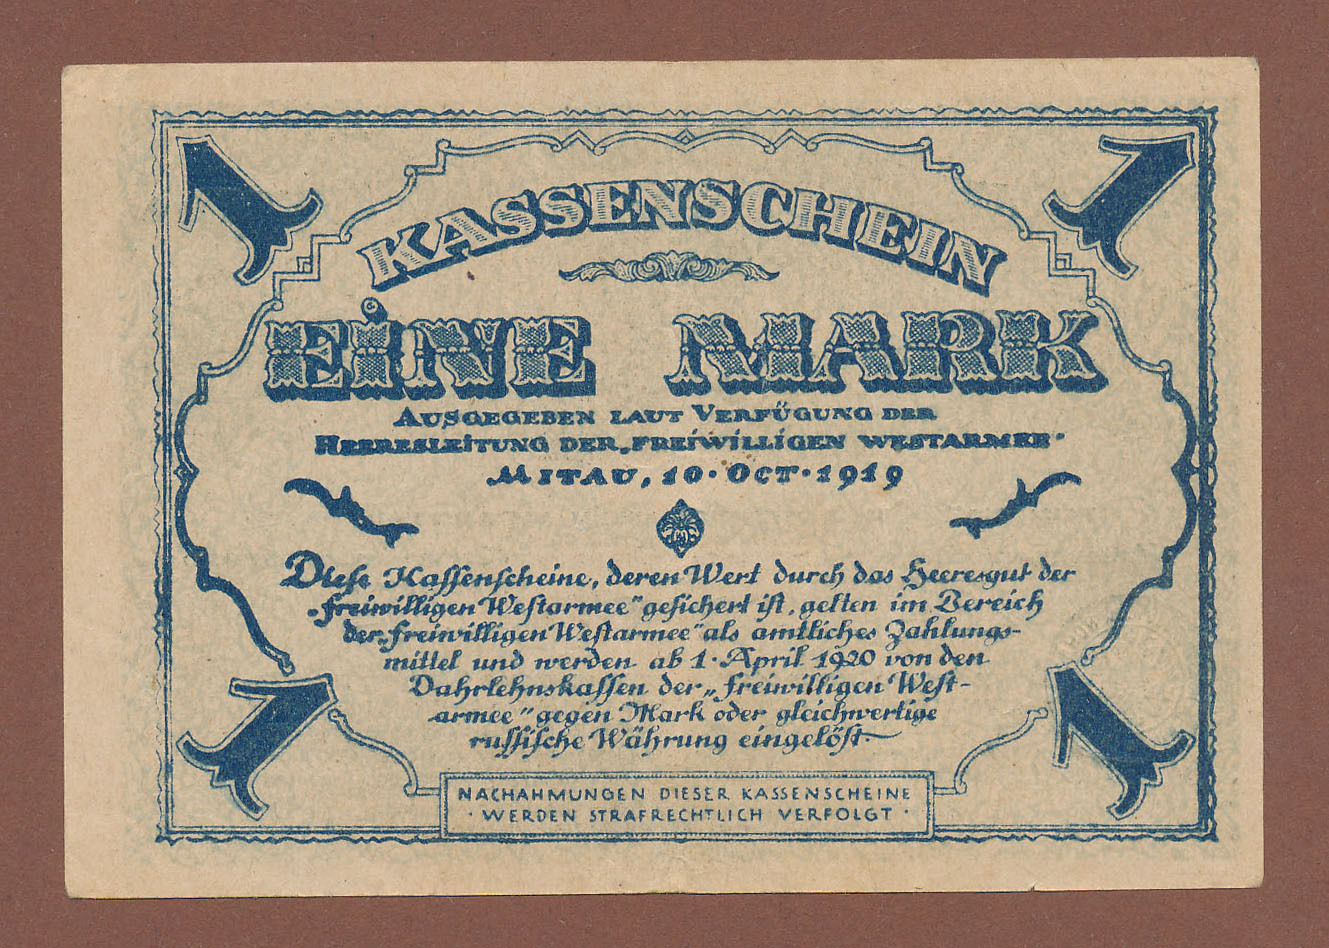 1 1
KASSENSCHEIN
EINE MARK
AUSGEGEBEN LAUT VERFÜGUNG DER
HEERESLEITUNG DER „FREIWILLIGEN WESTARMEE"
MITAU, 10. OCT. 1919
Diese Kassenscheine, deren Wert durch das Heeresgut der
„freiwilligen Westarmee" gesichert ist, gelten im Bereich
der „freiwilligen Westarmee" als amtliches Zahlungs-
mittel und werden ab 1. April 1920 von den
Dahrlehnskassen der „freiwilligen West-
armee" gegen Mark oder gleichwertige
russische Währung eingelöst
1 1
NACHAHMUNGEN DIESER KASSENSCHEINE
· WERDEN STRAFRECHTLICH VERFOLGT ·